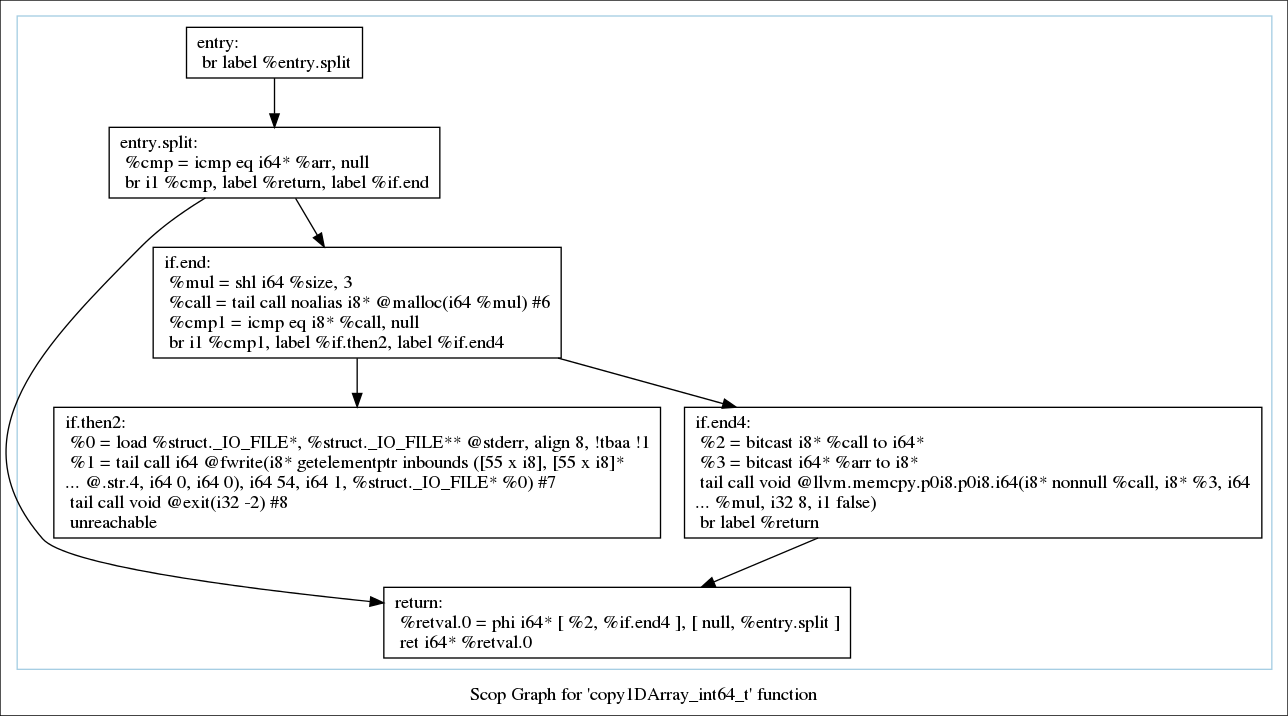 entry:
br label %entry.split
entry.split:
%cmp = icmp eq i64* %arr, null
br i1 %cmp, label %return, label %if.end
if.end:
%mul = shl i64 %size, 3
%call = tail call noalias i8* @malloc(i64 %mul) #6
%cmp1 = icmp eq i8* %call, null
br i1 %cmp1, label %if.then2, label %if.end4
if.then2:
%0 = load %struct._IO_FILE*, %struct._IO_FILE** @stderr, align 8, !tbaa !1
%1 = tail call i64 @fwrite(i8* getelementptr inbounds ([55 x i8], [55 x i8]*
... @.str.4, i64 0, i64 0), i64 54, i64 1, %struct._IO_FILE* %0) #7
tail call void @exit(i32 -2) #8
unreachable
if.end4:
%2 = bitcast i8* %call to i64*
%3 = bitcast i64* %arr to i8*
tail call void @llvm.memcpy.p0i8.p0i8.i64(i8* nonnull %call, i8* %3, i64
... %mul, i32 8, i1 false)
br label %return
return:
%retval.0 = phi i64* [ %2, %if.end4 ], [ null, %entry.split ]
ret i64* %retval.0
Scop Graph for 'copy1DArray_int64_t' function